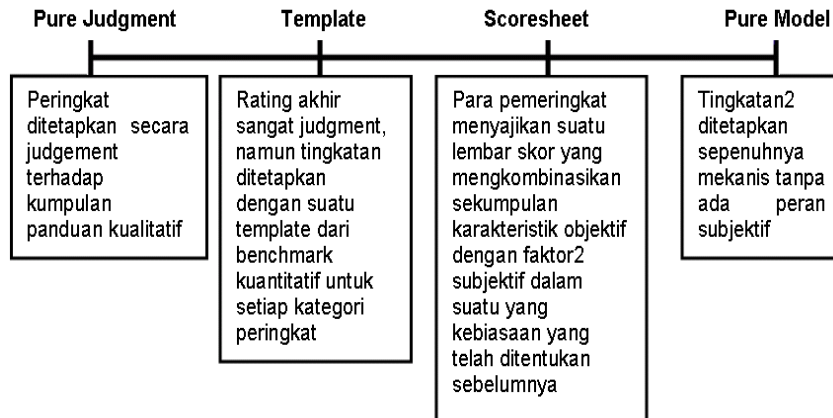 Pure Judgment
Template
Scoresheet
Pure Model
Peringkat
ditetapkan secara
judgement
terhadap
kumpulan
panduan kualitatif
Rating akhir
sangat judgment,
namun tingkatan
ditetapkan
dengan suatu
template dari
benchmark
kuantitatif untuk
setiap kategori
peringkat
Para pemeringkat
menyajikan suatu
lembar skor yang
mengkombinasikan
sekumpulan
karakteristik objektif
dengan faktor2
subjektif dalam
suatu yang
kebiasaan yang
telah ditentukan
sebelumnya
Tingkatan2
ditetapkan
sepenuhnya
mekanis tanpa
ada peran
subjektif